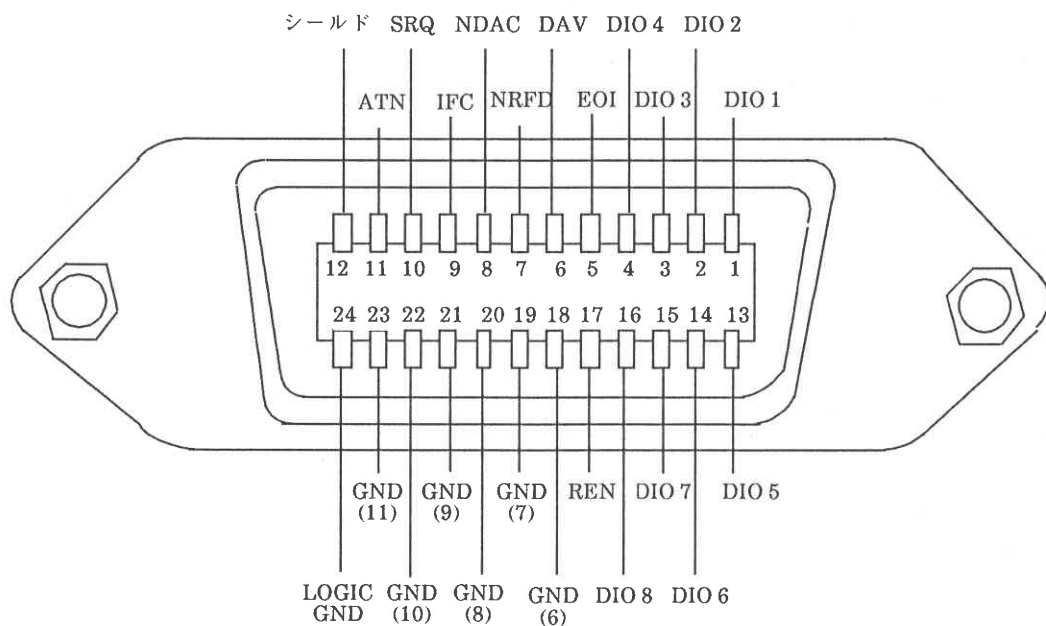 シールド SRQ NDAC DAV DIO 4 DIO 2
ATN IFC NRFD EOI DIO 3 DIO 1
12 11 10 9 8 7 6 5 4 3 2 1
24 23 22 21 20 19 18 17 16 15 14 13
GND GND GND REN DIO 7 DIO 5
(11) (9) (7)
LOGIC GND GND GND DIO 8 DIO 6
GND (10) (8) (6)